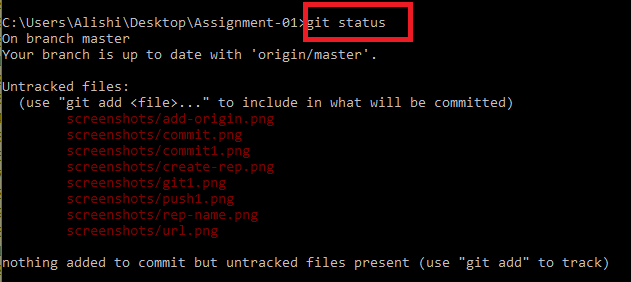 C:\Users\Alishi\Desktop\Assignment-01>git status
On branch master
Your branch is up to date with 'origin/master'.
Untracked files:
(use "git add <file>..." to include in what will be committed)
screenshots/add-origin.png
screenshots/commit.png
screenshots/commit1.png
screenshots/create-rep.png
screenshots/git1.png
screenshots/push1.png
screenshots/rep-name.png
screenshots/url.png
nothing added to commit but untracked files present (use "git add" to track)